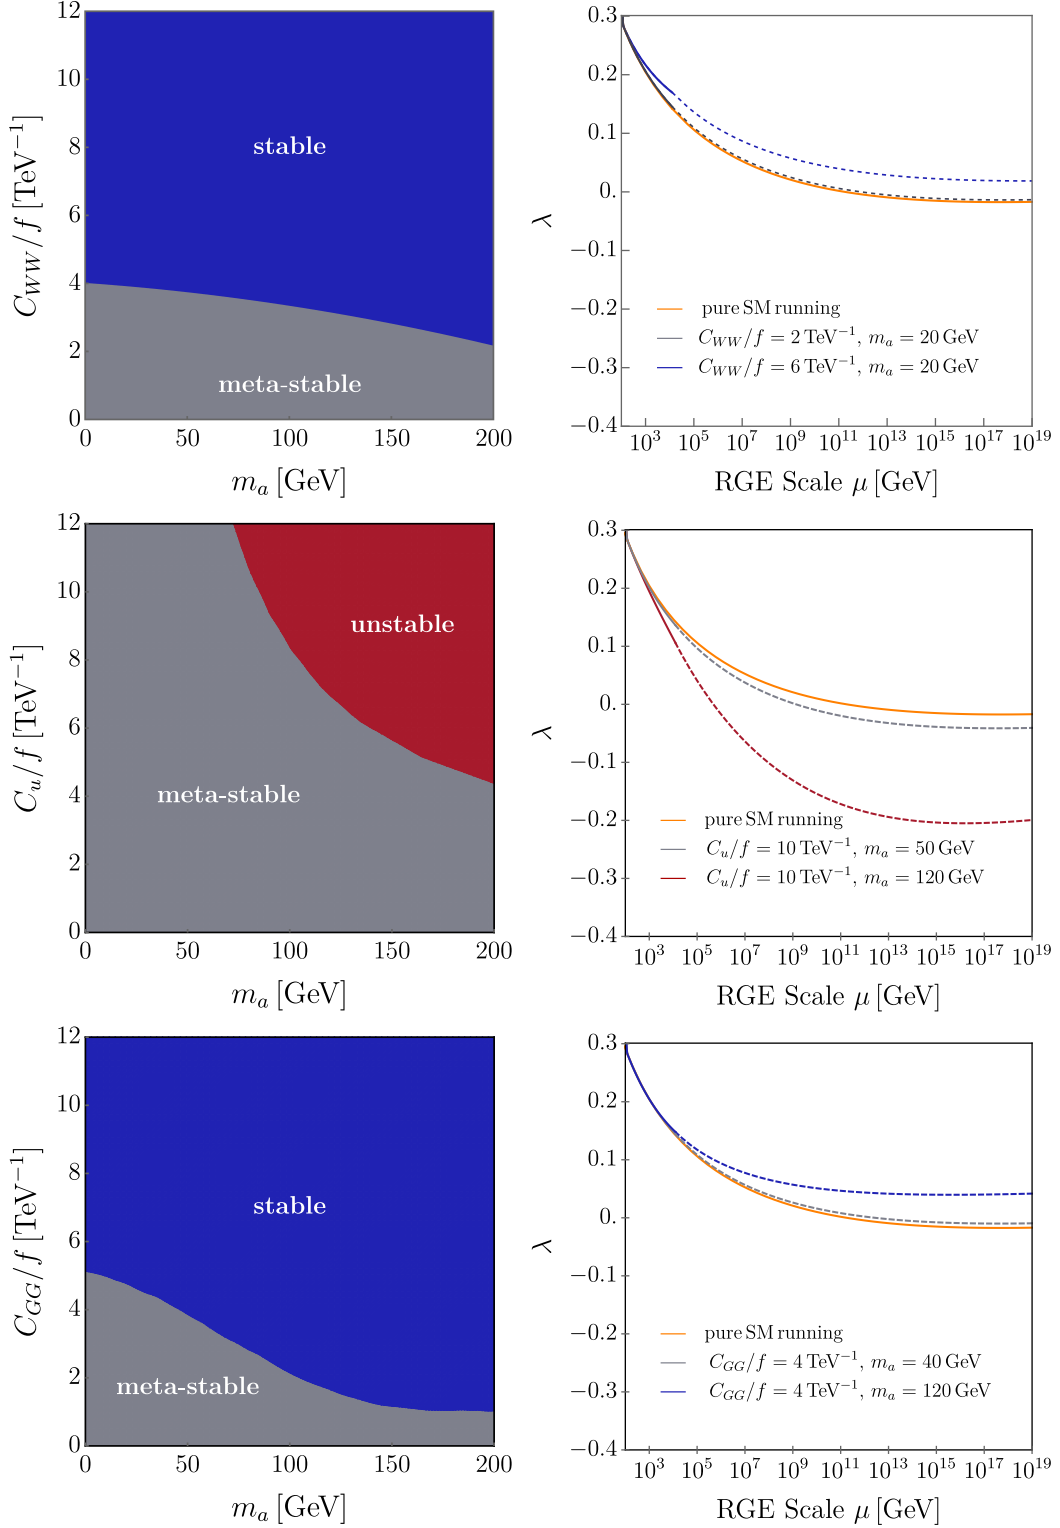 12
10
8
6
4
2
0
C_{WW}/f [TeV^{-1}]
stable
meta-stable
0 50 100 150 200
m_a [GeV]
0.3
0.2
0.1
0.
−0.1
−0.2
−0.3
−0.4
λ
pure SM running
C_{WW}/f = 2 TeV^{-1}, m_a = 20 GeV
C_{WW}/f = 6 TeV^{-1}, m_a = 20 GeV
10^3 10^5 10^7 10^9 10^{11} 10^{13} 10^{15} 10^{17} 10^{19}
RGE Scale μ [GeV]
12
10
8
6
4
2
0
C_u/f [TeV^{-1}]
unstable
meta-stable
0 50 100 150 200
m_a [GeV]
0.3
0.2
0.1
0.
−0.1
−0.2
−0.3
−0.4
λ
pure SM running
C_u/f = 10 TeV^{-1}, m_a = 50 GeV
C_u/f = 10 TeV^{-1}, m_a = 120 GeV
10^3 10^5 10^7 10^9 10^{11} 10^{13} 10^{15} 10^{17} 10^{19}
RGE Scale μ [GeV]
12
10
8
6
4
2
0
C_{GG}/f [TeV^{-1}]
stable
meta-stable
0 50 100 150 200
m_a [GeV]
0.3
0.2
0.1
0.
−0.1
−0.2
−0.3
−0.4
λ
pure SM running
C_{GG}/f = 4 TeV^{-1}, m_a = 40 GeV
C_{GG}/f = 4 TeV^{-1}, m_a = 120 GeV
10^3 10^5 10^7 10^9 10^{11} 10^{13} 10^{15} 10^{17} 10^{19}
RGE Scale μ [GeV]